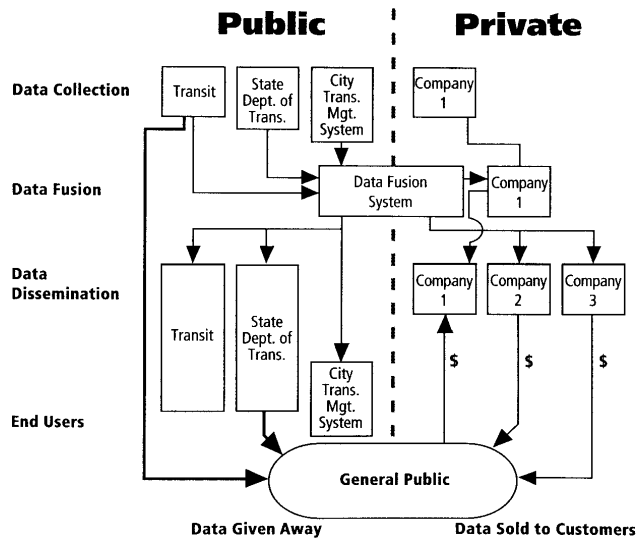 Public
Private
Data Collection
Transit
State
Dept. of
Trans.
City
Trans.
Mgt.
System
Company
1
Data Fusion
Data Fusion
System
Company
1
Data
Dissemination
Transit
State
Dept. of
Trans.
City
Trans.
Mgt.
System
Company
1
Company
2
Company
3
$
$
$
End Users
General Public
Data Given Away
Data Sold to Customers